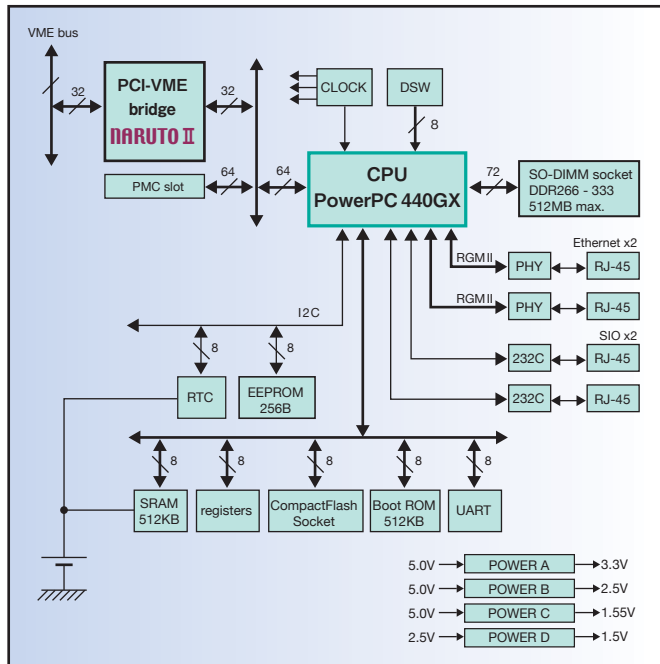 VME bus
32
PCI-VME
bridge
NARUTO II
32
CLOCK
DSW
8
PMC slot
64
64
CPU
PowerPC 440GX
72
SO-DIMM socket
DDR266 - 333
512MB max.
Ethernet x2
RGMII
PHY
RJ-45
RGMII
PHY
RJ-45
SIO x2
232C
RJ-45
232C
RJ-45
I2C
8
8
RTC
EEPROM
256B
8
8
8
8
8
SRAM
512KB
registers
CompactFlash
Socket
Boot ROM
512KB
UART
5.0V POWER A 3.3V
5.0V POWER B 2.5V
5.0V POWER C 1.55V
2.5V POWER D 1.5V